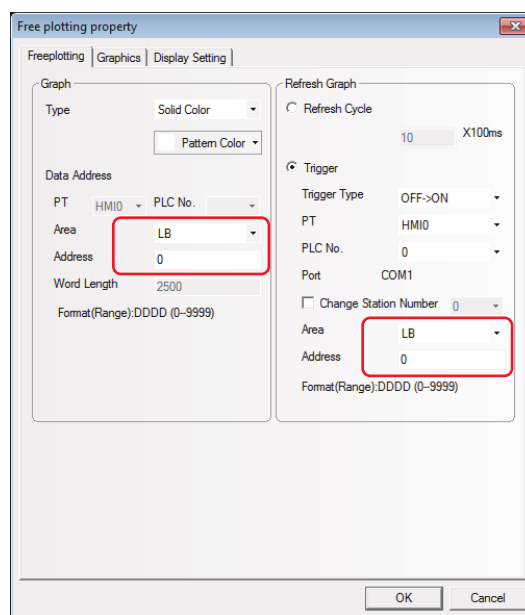 Free plotting property
Freeplotting Graphics Display Setting
Graph
Type Solid Color
Pattern Color
Data Address
PT HMI0 PLC No.
Area LB
Address 0
Word Length 2500
Format(Range):DDDD (0~9999)
Refresh Graph
Refresh Cycle
10 X100ms
Trigger
Trigger Type OFF->ON
PT HMI0
PLC No. 0
Port COM1
Change Station Number 0
Area LB
Address 0
Format(Range):DDDD (0~9999)
OK Cancel